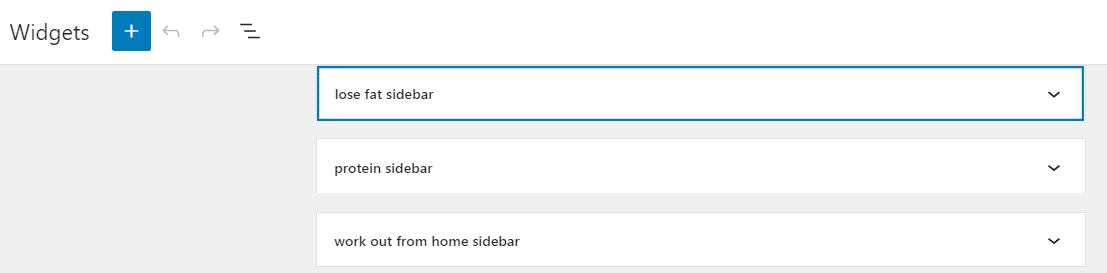 Widgets
lose fat sidebar
protein sidebar
work out from home sidebar